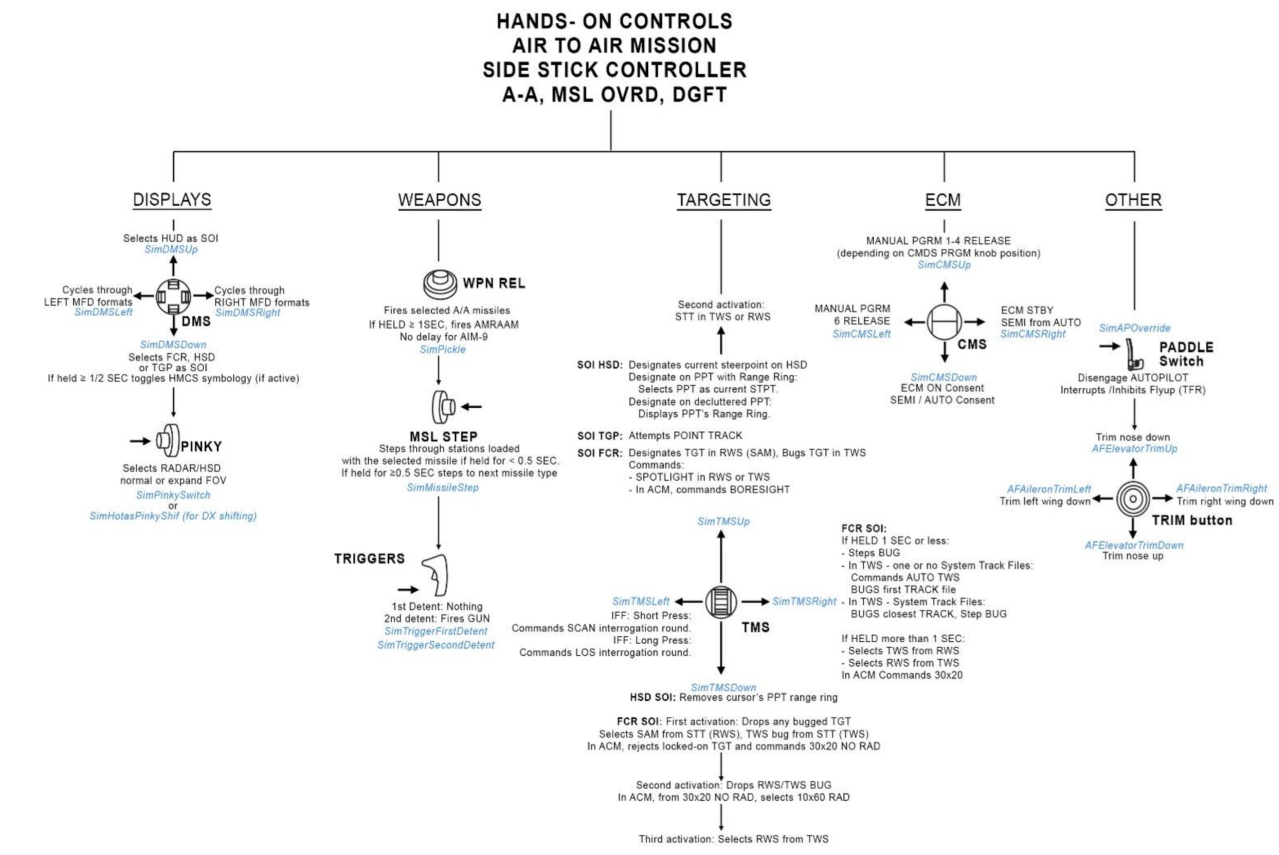 HANDS- ON CONTROLS
AIR TO AIR MISSION
SIDE STICK CONTROLLER
A-A, MSL OVRD, DGFT
DISPLAYS
Selects HUD as SOI
SimDMSUp
Cycles through
LEFT MFD formats
SimDMSLeft
Cycles through
RIGHT MFD formats
SimDMSRight
DMS
SimDMSDown
Selects FCR, HSD
or TGP as SOI
If held ≥ 1/2 SEC toggles HMCS symbology (if active)
PINKY
Selects RADAR/HSD
normal or expand FOV
SimPinkySwitch
or
SimHotasPinkyShif (for DX shifting)
WEAPONS
WPN REL
Fires selected A/A missiles
If HELD ≥ 1SEC, fires AMRAAM
No delay for AIM-9
SimPickle
MSL STEP
Steps through stations loaded
with the selected missile if held for < 0.5 SEC.
If held for ≥0.5 SEC steps to next missile type
SimMissileStep
TRIGGERS
1st Detent: Nothing
2nd detent: Fires GUN
SimTriggerFirstDetent
SimTriggerSecondDetent
TARGETING
Second activation:
STT in TWS or RWS
SOI HSD: Designates current steerpoint on HSD
Designate on PPT with Range Ring:
Selects PPT as current STPT.
Designate on decluttered PPT:
Displays PPT's Range Ring.
SOI TGP: Attempts POINT TRACK
SOI FCR: Designates TGT in RWS (SAM), Bugs TGT in TWS
Commands:
- SPOTLIGHT in RWS or TWS
- In ACM, commands BORESIGHT
SimTMSUp
SimTMSLeft
IFF: Short Press:
Commands SCAN interrogation round.
IFF: Long Press:
Commands LOS interrogation round.
TMS
SimTMSRight
FCR SOI:
If HELD 1 SEC or less:
- Steps BUG
- In TWS - one or no System Track Files:
Commands AUTO TWS
BUGS first TRACK file
- In TWS - System Track Files:
BUGS closest TRACK, Step BUG
If HELD more than 1 SEC:
- Selects TWS from RWS
- Selects RWS from TWS
In ACM Commands 30x20
SimTMSDown
HSD SOI: Removes cursor's PPT range ring
FCR SOI: First activation: Drops any bugged TGT
Selects SAM from STT (RWS), TWS bug from STT (TWS)
In ACM, rejects locked-on TGT and commands 30x20 NO RAD
Second activation: Drops RWS/TWS BUG
In ACM, from 30x20 NO RAD, selects 10x60 RAD
Third activation: Selects RWS from TWS
ECM
MANUAL PGRM 1-4 RELEASE
(depending on CMDS PRGM knob position)
SimCMSUp
MANUAL PGRM
6 RELEASE
SimCMSLeft
ECM STBY
SEMI from AUTO
SimCMSRight
CMS
SimCMSDown
ECM ON Consent
SEMI / AUTO Consent
OTHER
SimAPOverride
PADDLE
Switch
Disengage AUTOPILOT
Interrupts /Inhibits Flyup (TFR)
Trim nose down
AFElevatorTrimUp
AFAileronTrimLeft
Trim left wing down
AFAileronTrimRight
Trim right wing down
TRIM button
AFElevatorTrimDown
Trim nose up